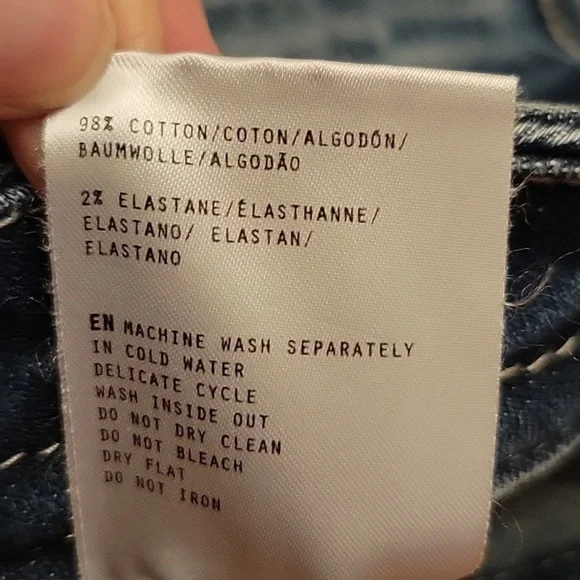 98% COTTON/COTON/ALGODÓN/
BAUMWOLLE/ALGODÃO
2% ELASTANE/ÉLASTHANNE/
ELASTANO/ ELASTAN/
ELASTANO
EN MACHINE WASH SEPARATELY
IN COLD WATER
DELICATE CYCLE
WASH INSIDE OUT
DO NOT DRY CLEAN
DO NOT BLEACH
DRY FLAT
DO NOT IRON